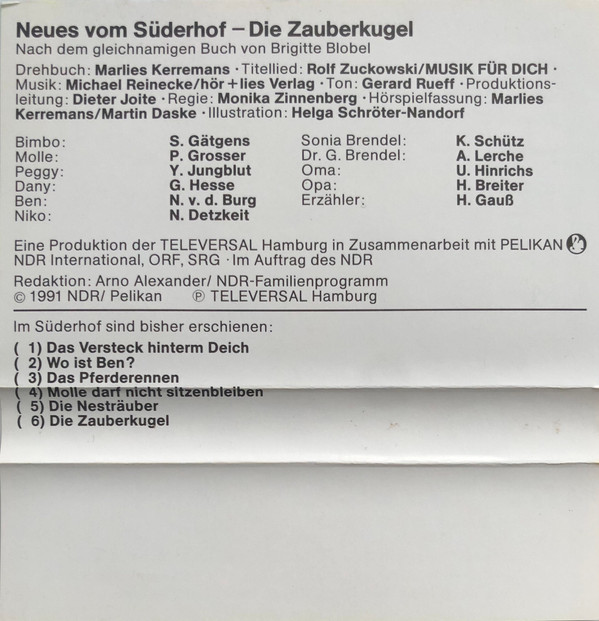 Neues vom Süderhof – Die Zauberkugel
Nach dem gleichnamigen Buch von Brigitte Blobel
Drehbuch: Marlies Kerremans · Titellied: Rolf Zuckowski/MUSIK FÜR DICH ·
Musik: Michael Reinecke/hör + lies Verlag · Ton: Gerard Rueff · Produktions-
leitung: Dieter Joite · Regie: Monika Zinnenberg · Hörspielfassung: Marlies
Kerremans/Martin Daske · Illustration: Helga Schröter-Nandorf
Bimbo: S. Gätgens Sonia Brendel: K. Schütz
Molle: P. Grosser Dr. G. Brendel: A. Lerche
Peggy: Y. Jungblut Oma: U. Hinrichs
Dany: G. Hesse Opa: H. Breiter
Ben: N. v. d. Burg Erzähler: H. Gauß
Niko: N. Detzkeit
Eine Produktion der TELEVERSAL Hamburg in Zusammenarbeit mit PELIKAN
NDR International, ORF, SRG · Im Auftrag des NDR
Redaktion: Arno Alexander/ NDR-Familienprogramm
© 1991 NDR/ Pelikan ℗ TELEVERSAL Hamburg
Im Süderhof sind bisher erschienen:
( 1) Das Versteck hinterm Deich
( 2) Wo ist Ben?
( 3) Das Pferderennen
( 4) Molle darf nicht sitzenbleiben
( 5) Die Nesträuber
( 6) Die Zauberkugel